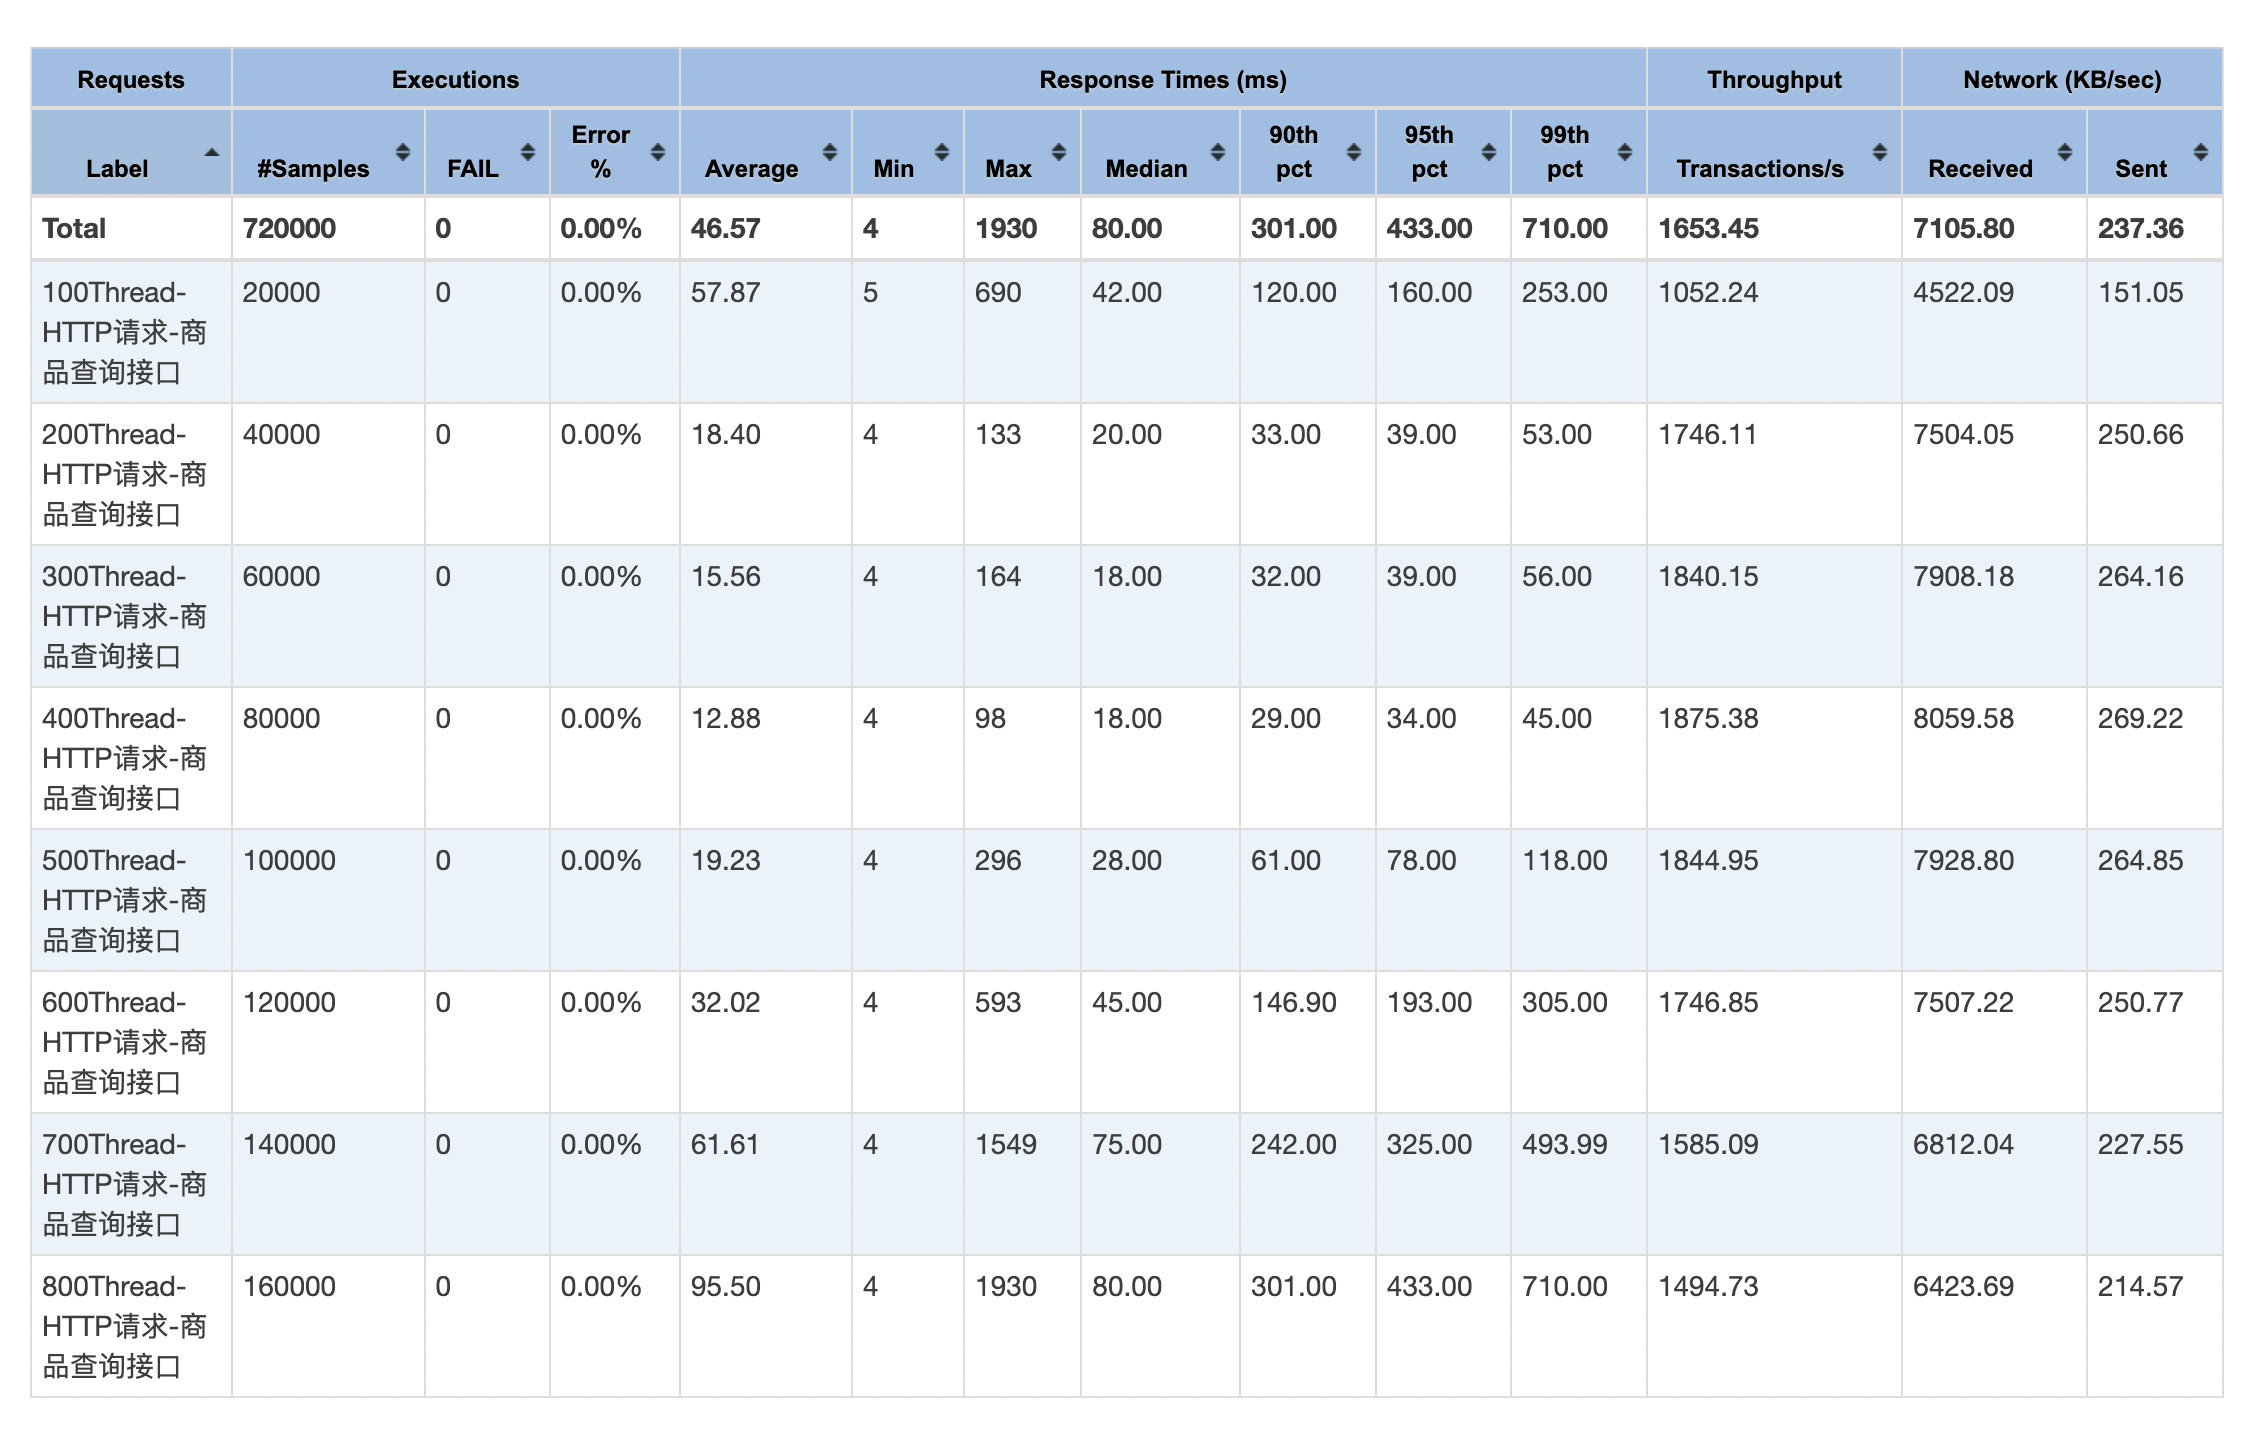 Requests Executions Response Times (ms) Throughput Network (KB/sec)
Label #Samples FAIL Error % Average Min Max Median 90th pct 95th pct 99th pct Transactions/s Received Sent
Total 720000 0 0.00% 46.57 4 1930 80.00 301.00 433.00 710.00 1653.45 7105.80 237.36
100Thread- 20000 0 0.00% 57.87 5 690 42.00 120.00 160.00 253.00 1052.24 4522.09 151.05
HTTP请求-商
品查询接口
200Thread- 40000 0 0.00% 18.40 4 133 20.00 33.00 39.00 53.00 1746.11 7504.05 250.66
HTTP请求-商
品查询接口
300Thread- 60000 0 0.00% 15.56 4 164 18.00 32.00 39.00 56.00 1840.15 7908.18 264.16
HTTP请求-商
品查询接口
400Thread- 80000 0 0.00% 12.88 4 98 18.00 29.00 34.00 45.00 1875.38 8059.58 269.22
HTTP请求-商
品查询接口
500Thread- 100000 0 0.00% 19.23 4 296 28.00 61.00 78.00 118.00 1844.95 7928.80 264.85
HTTP请求-商
品查询接口
600Thread- 120000 0 0.00% 32.02 4 593 45.00 146.90 193.00 305.00 1746.85 7507.22 250.77
HTTP请求-商
品查询接口
700Thread- 140000 0 0.00% 61.61 4 1549 75.00 242.00 325.00 493.99 1585.09 6812.04 227.55
HTTP请求-商
品查询接口
800Thread- 160000 0 0.00% 95.50 4 1930 80.00 301.00 433.00 710.00 1494.73 6423.69 214.57
HTTP请求-商
品查询接口